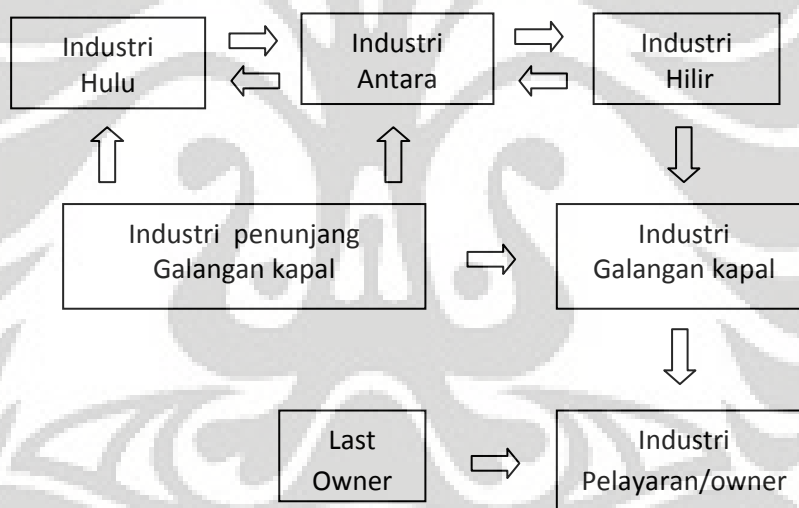 Industri
Hulu
Industri
Antara
Industri
Hilir
Industri penunjang
Galangan kapal
Industri
Galangan kapal
Last
Owner
Industri
Pelayaran/owner